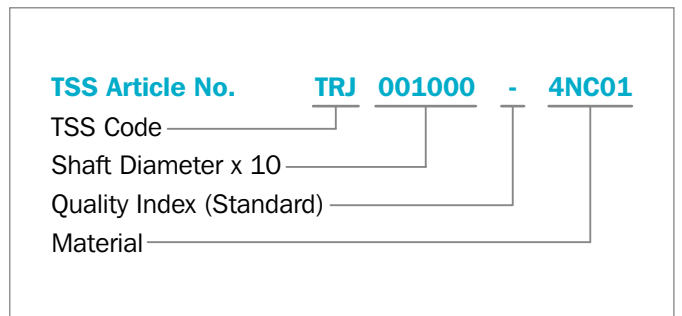 TSS Article No. TRJ 001000 - 4NC01
TSS Code
Shaft Diameter x 10
Quality Index (Standard)
Material